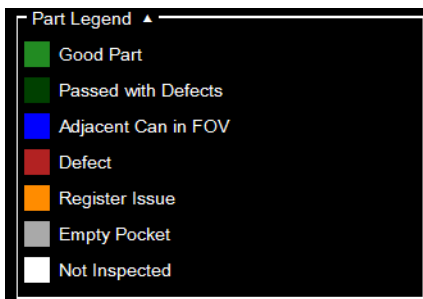 Part Legend ▲
Good Part
Passed with Defects
Adjacent Can in FOV
Defect
Register Issue
Empty Pocket
Not Inspected